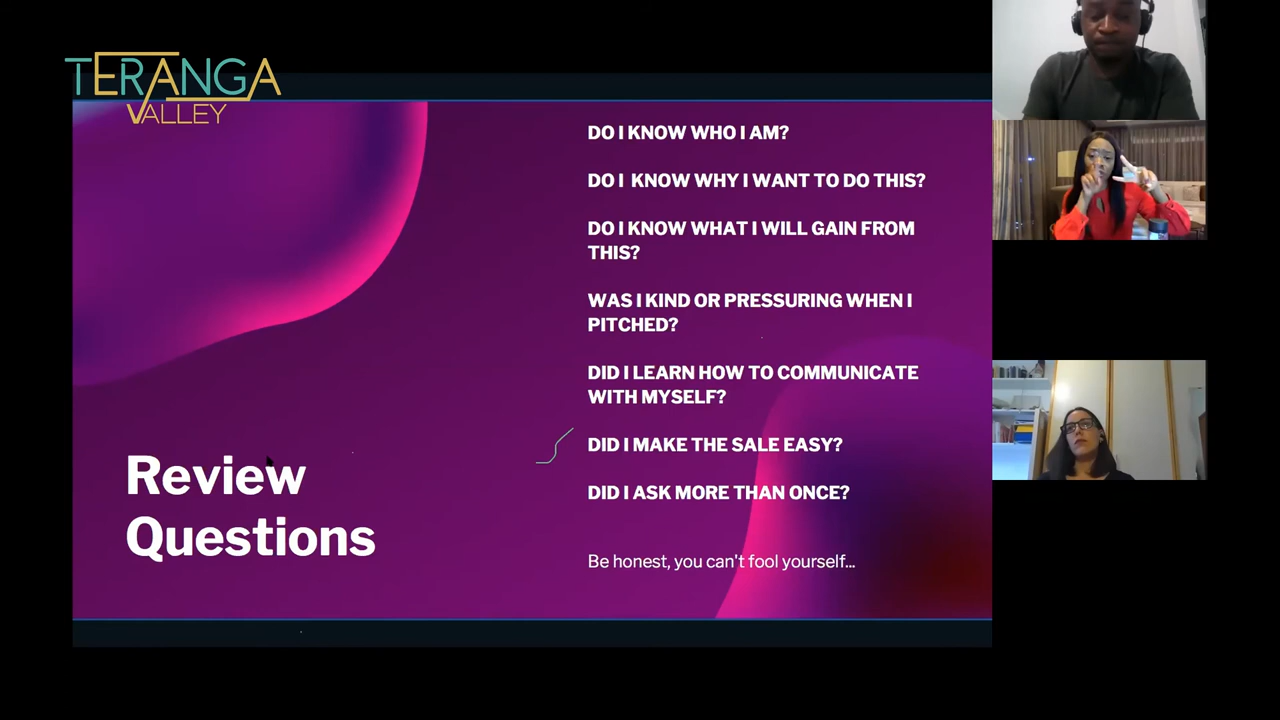 TERANGA
VALLEY
DO I KNOW WHO I AM?
DO I KNOW WHY I WANT TO DO THIS?
DO I KNOW WHAT I WILL GAIN FROM
THIS?
WAS I KIND OR PRESSURING WHEN I
PITCHED?
DID I LEARN HOW TO COMMUNICATE
WITH MYSELF?
DID I MAKE THE SALE EASY?
DID I ASK MORE THAN ONCE?
Be honest, you can't fool yourself...
Review
Questions